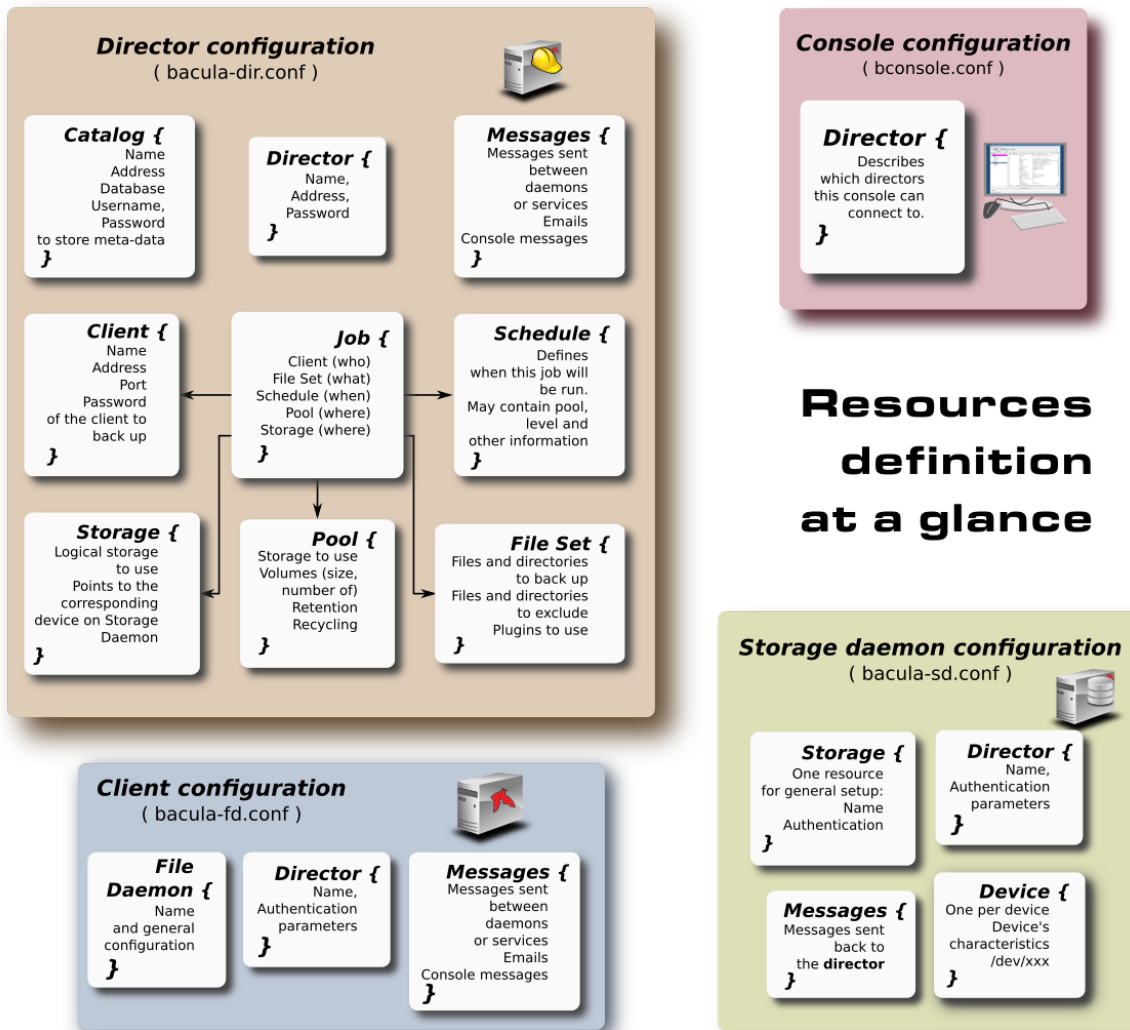 Director configuration
( bacula-dir.conf )
Catalog {
Name
Address
Database
Username,
Password
to store meta-data
}
Director {
Name,
Address,
Password
}
Messages {
Messages sent
between
daemons
or services
Emails
Console messages
}
Client {
Name
Address
Port
Password
of the client to
back up
}
Job {
Client (who)
File Set (what)
Schedule (when)
Pool (where)
Storage (where)
}
Schedule {
Defines
when this job will
be run.
May contain pool,
level and
other information
}
Storage {
Logical storage
to use
Points to the
corresponding
device on Storage
Daemon
}
Pool {
Storage to use
Volumes (size,
number of)
Retention
Recycling
}
File Set {
Files and directories
to back up
Files and directories
to exclude
Plugins to use
}
Console configuration
( bconsole.conf )
Director {
Describes
which directors
this console can
connect to.
}
Resources
definition
at a glance
Client configuration
( bacula-fd.conf )
File
Daemon {
Name
and general
configuration
}
Director {
Name,
Authentication
parameters
}
Messages {
Messages sent
between
daemons
or services
Emails
Console messages
}
Storage daemon configuration
( bacula-sd.conf )
Storage {
One resource
for general setup:
Name
Authentication
}
Director {
Name,
Authentication
parameters
}
Messages {
Messages sent
back to
the director
}
Device {
One per device
Device's
characteristics
/dev/xxx
}